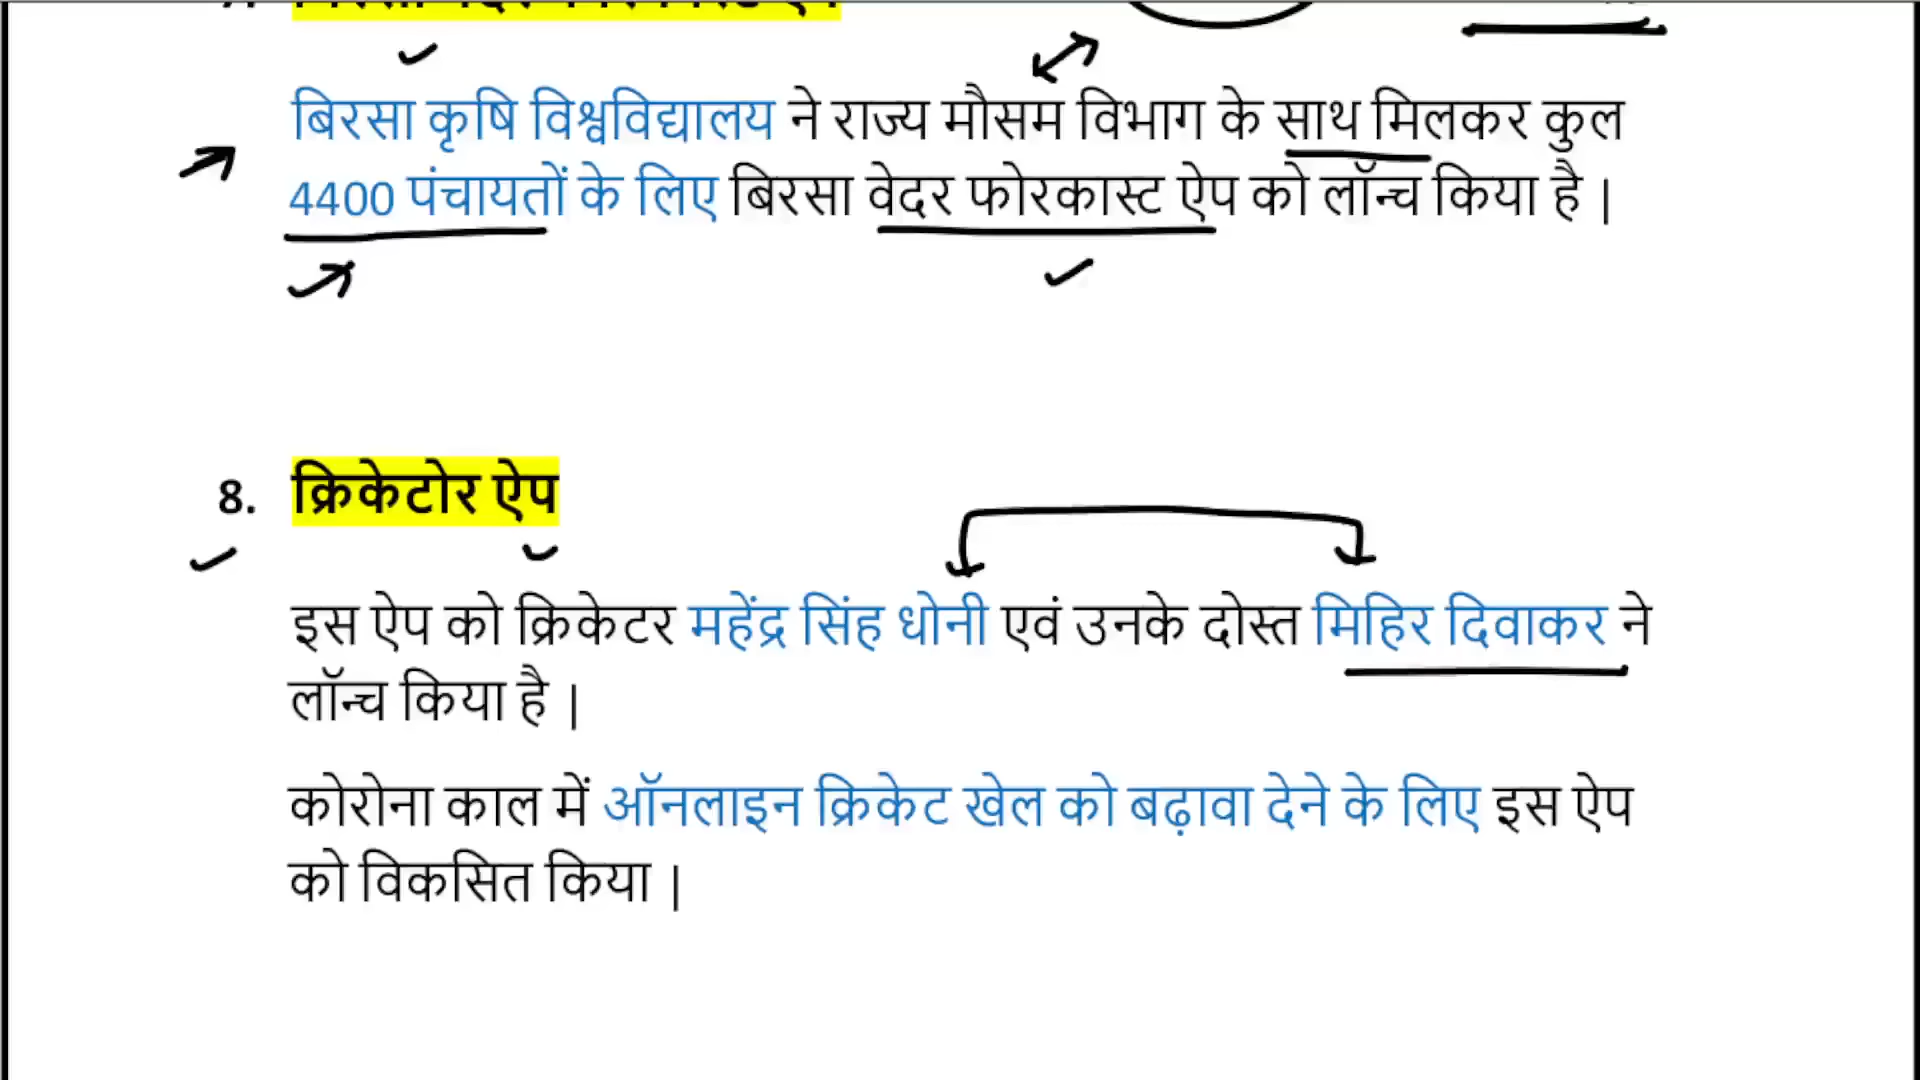 बिरसा कृषि विश्वविद्यालय ने राज्य मौसम विभाग के साथ मिलकर कुल
4400 पंचायतों के लिए बिरसा वेदर फोरकास्ट ऐप को लॉन्च किया है |
8. क्रिकेटोर ऐप
इस ऐप को क्रिकेटर महेंद्र सिंह धोनी एवं उनके दोस्त मिहिर दिवाकर ने
लॉन्च किया है |
कोरोना काल में ऑनलाइन क्रिकेट खेल को बढ़ावा देने के लिए इस ऐप
को विकसित किया |